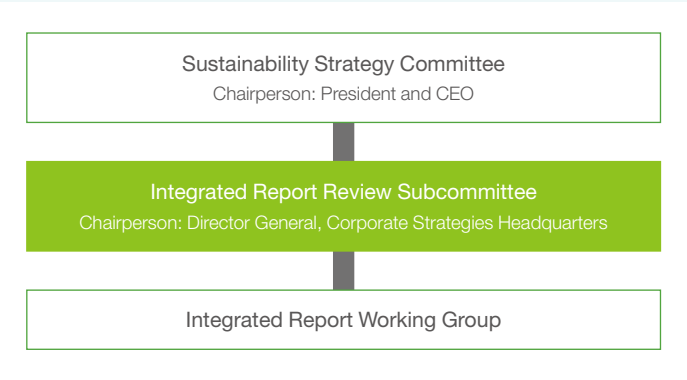 Sustainability Strategy Committee
Chairperson: President and CEO
Integrated Report Review Subcommittee
Chairperson: Director General, Corporate Strategies Headquarters
Integrated Report Working Group